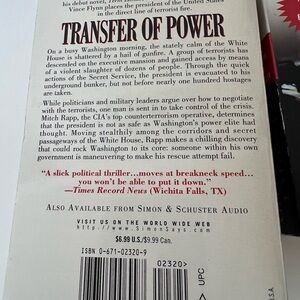 his debut novel,
Vince Flynn places the president of the United States
in the direct line of terrorist fire.
TRANSFER OF POWER
On a busy Washington morning, the stately calm of the White
House is shattered by a hail of gunfire. A group of terrorists has
descended on the executive mansion and gained access by means
of a violent slaughter of dozens of people. Through the quick
actions of the Secret Service, the president is evacuated to his
underground bunker, but not before nearly one hundred hostages
are taken.
While politicians and military leaders argue over how to negotiate
with the terrorists, one man is sent in to take control of the crisis.
Mitch Rapp, the CIA's top counterterrorism operative, determines
that the president is not as safe as Washington's power elite had
thought. Moving stealthily among the corridors and secret
passageways of the White House, Rapp makes a chilling discovery
that could rock Washington to its core: someone within his own
government is maneuvering to make his rescue attempt fail.
"A slick political thriller...moves at breakneck speed...
you won't be able to put it down."
—Times Record News (Wichita Falls, TX)
ALSO AVAILABLE FROM SIMON & SCHUSTER AUDIO
VISIT US ON THE WORLD WIDE WEB
http://www.SimonSays.com
$6.99 U.S./$9.99 Can.
ISBN 0-671-02320-9
02320>
UPC